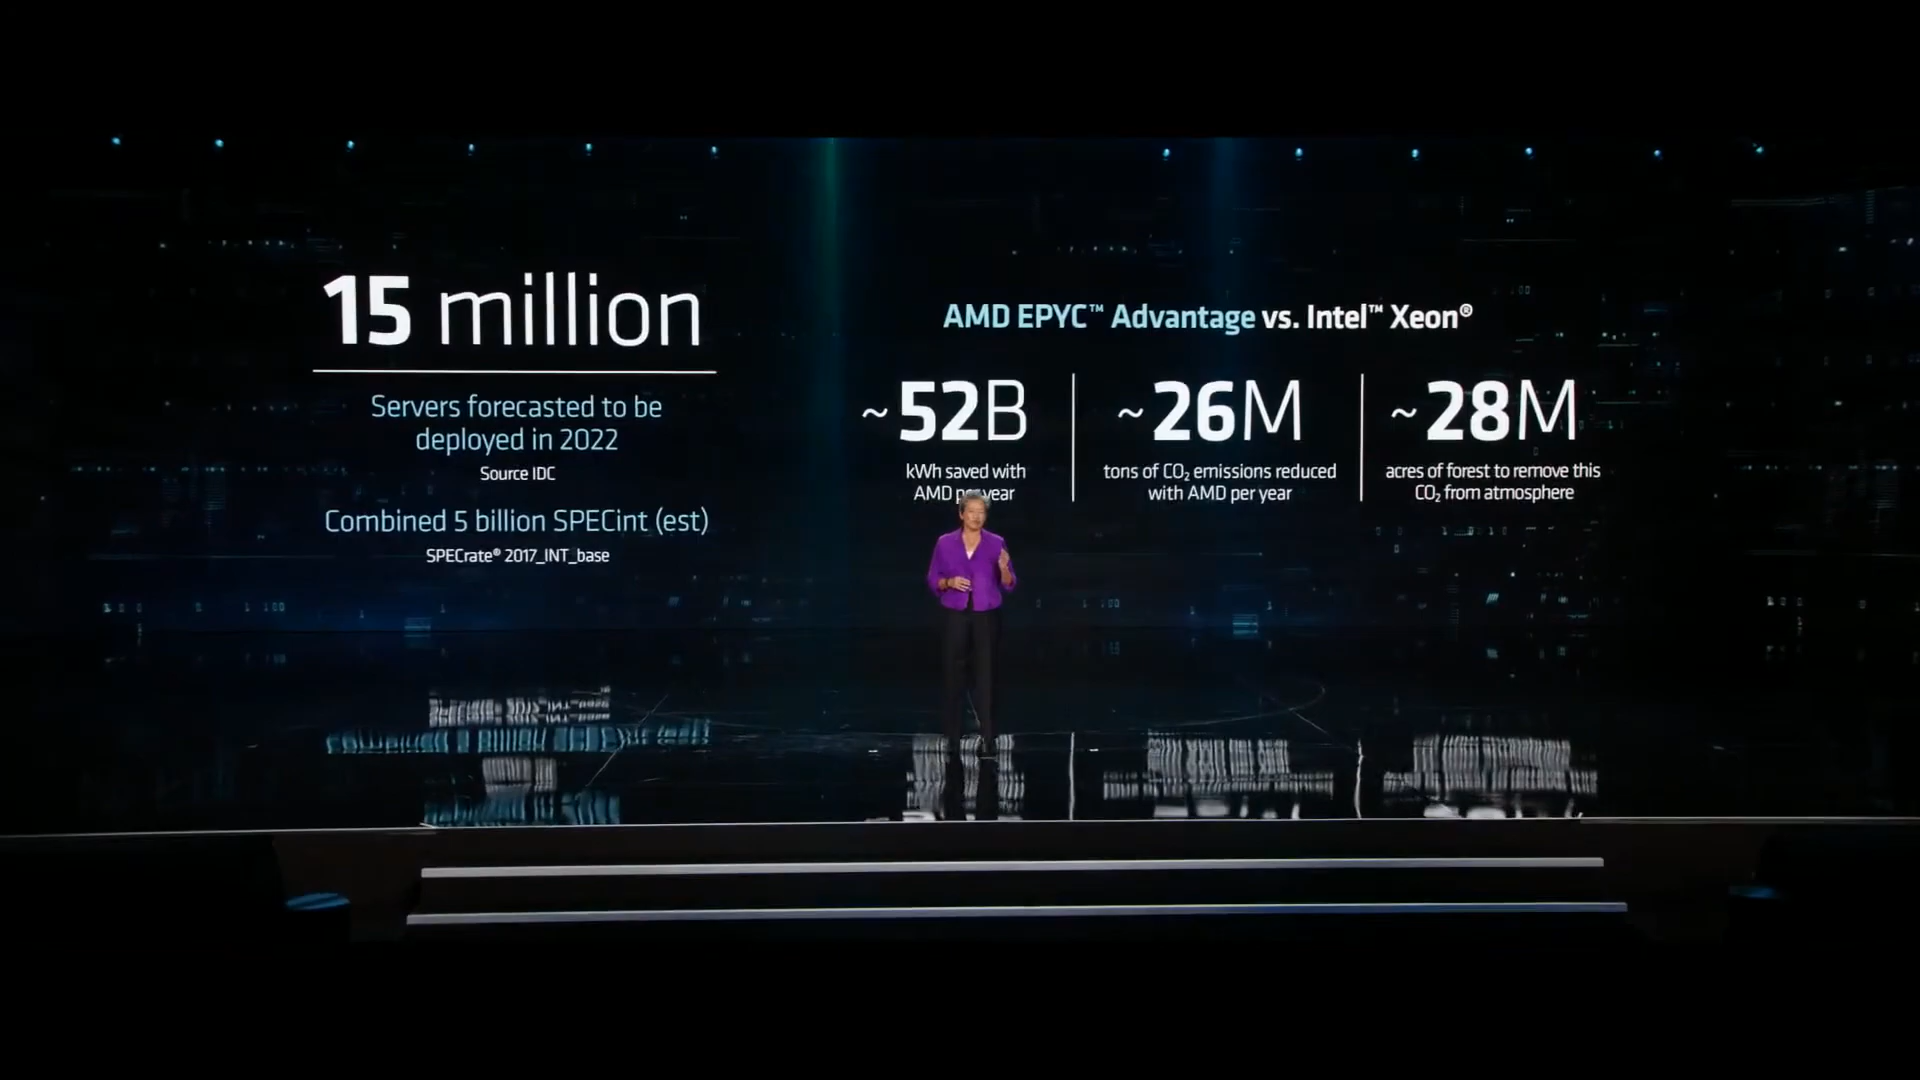 15 million
Servers forecasted to be
deployed in 2022
Source IDC
Combined 5 billion SPECint (est)
SPECrate® 2017_INT_base
AMD EPYC™ Advantage vs. Intel™ Xeon®
~52B
kWh saved with
AMD per year
~26M
tons of CO₂ emissions reduced
with AMD per year
~28M
acres of forest to remove this
CO₂ from atmosphere